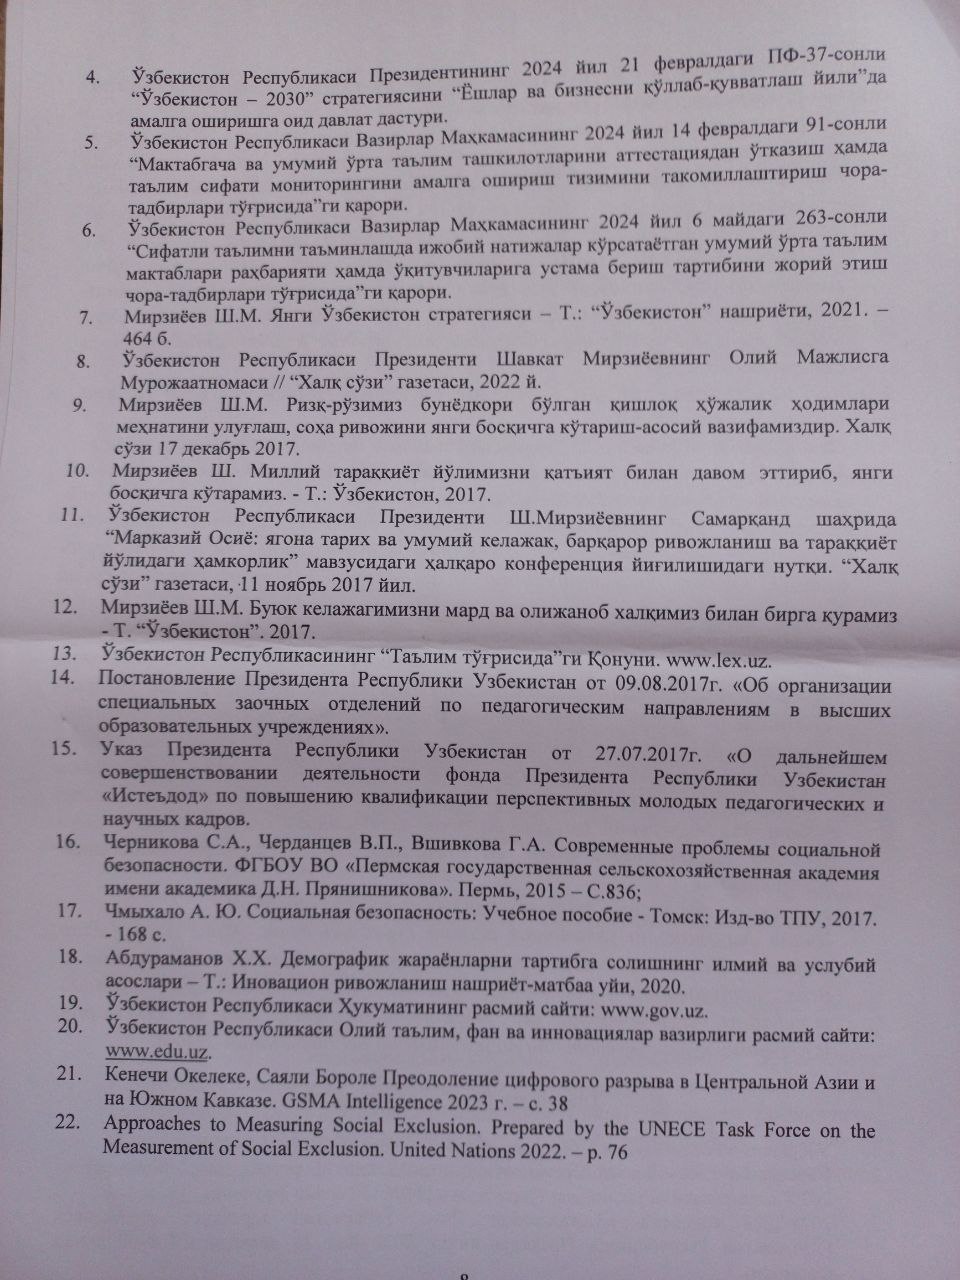 4. Ўзбекистон Республикаси Президентининг 2024 йил 21 февралдаги ПФ-37-сонли
“Ўзбекистон – 2030” стратегиясини “Ёшлар ва бизнесни қўллаб-қувватлаш йили”да
амалга оширишга оид давлат дастури.
5. Ўзбекистон Республикаси Вазирлар Маҳкамасининг 2024 йил 14 февралдаги 91-сонли
“Мактабгача ва умумий ўрта таълим ташкилотларини аттестациядан ўтказиш ҳамда
таълим сифати мониторингини амалга ошириш тизимини такомиллаштириш чора-
тадбирлари тўғрисида”ги қарори.
6. Ўзбекистон Республикаси Вазирлар Маҳкамасининг 2024 йил 6 майдаги 263-сонли
“Сифатли таълимни таъминлашда ижобий натижалар кўрсатаётган умумий ўрта таълим
мактаблари раҳбарияти ҳамда ўқитувчиларига устама бериш тартибини жорий этиш
чора-тадбирлари тўғрисида”ги қарори.
7. Мирзиёев Ш.М. Янги Ўзбекистон стратегияси – Т.: “Ўзбекистон” нашриёти, 2021. –
464 б.
8. Ўзбекистон Республикаси Президенти Шавкат Мирзиёевнинг Олий Мажлисга
Мурожаатномаси // “Халқ сўзи” газетаси, 2022 й.
9. Мирзиёев Ш.М. Ризқ-рўзимиз бунёдкори бўлган қишлоқ хўжалик ҳодимлари
меҳнатини улуғлаш, соҳа ривожини янги босқичга кўтариш-асосий вазифамиздир. Халқ
сўзи 17 декабрь 2017.
10. Мирзиёев Ш. Миллий тараққиёт йўлимизни қатъият билан давом эттириб, янги
босқичга кўтарамиз. - Т.: Ўзбекистон, 2017.
11. Ўзбекистон Республикаси Президенти Ш.Мирзиёевнинг Самарқанд шаҳрида
“Марказий Осиё: ягона тарих ва умумий келажак, барқарор ривожланиш ва тараққиёт
йўлидаги ҳамкорлик” мавзусидаги ҳалқаро конференция йиғилишидаги нутқи. “Халқ
сўзи” газетаси, 11 ноябрь 2017 йил.
12. Мирзиёев Ш.М. Буюк келажагимизни мард ва олижаноб халқимиз билан бирга қурамиз
- Т. “Ўзбекистон”. 2017.
13. Ўзбекистон Республикасининг “Таълим тўғрисида”ги Қонуни. www.lex.uz.
14. Постановление Президента Республики Узбекистан от 09.08.2017г. «Об организации
специальных заочных отделений по педагогическим направлениям в высших
образовательных учреждениях».
15. Указ Президента Республики Узбекистан от 27.07.2017г. «О дальнейшем
совершенствовании деятельности фонда Президента Республики Узбекистан
«Истеъдод» по повышению квалификации перспективных молодых педагогических и
научных кадров.
16. Черникова С.А., Черданцев В.П., Вшивкова Г.А. Современные проблемы социальной
безопасности. ФГБОУ ВО «Пермская государственная сельскохозяйственная академия
имени академика Д.Н. Прянишникова». Пермь, 2015 – С.836;
17. Чмыхало А. Ю. Социальная безопасность: Учебное пособие - Томск: Изд-во ТПУ, 2017.
- 168 с.
18. Абдураманов Х.Х. Демографик жараёнларни тартибга солишнинг илмий ва услубий
асослари – Т.: Иновацион ривожланиш нашриёт-матбаа уйи, 2020.
19. Ўзбекистон Республикаси Ҳукуматининг расмий сайти: www.gov.uz.
20. Ўзбекистон Республикаси Олий таълим, фан ва инновациялар вазирлиги расмий сайти:
www.edu.uz.
21. Кенечи Окелеке, Саяли Бороле Преодоление цифрового разрыва в Центральной Азии и
на Южном Кавказе. GSMA Intelligence 2023 г. – с. 38
22. Approaches to Measuring Social Exclusion. Prepared by the UNECE Task Force on the
Measurement of Social Exclusion. United Nations 2022. – p. 76